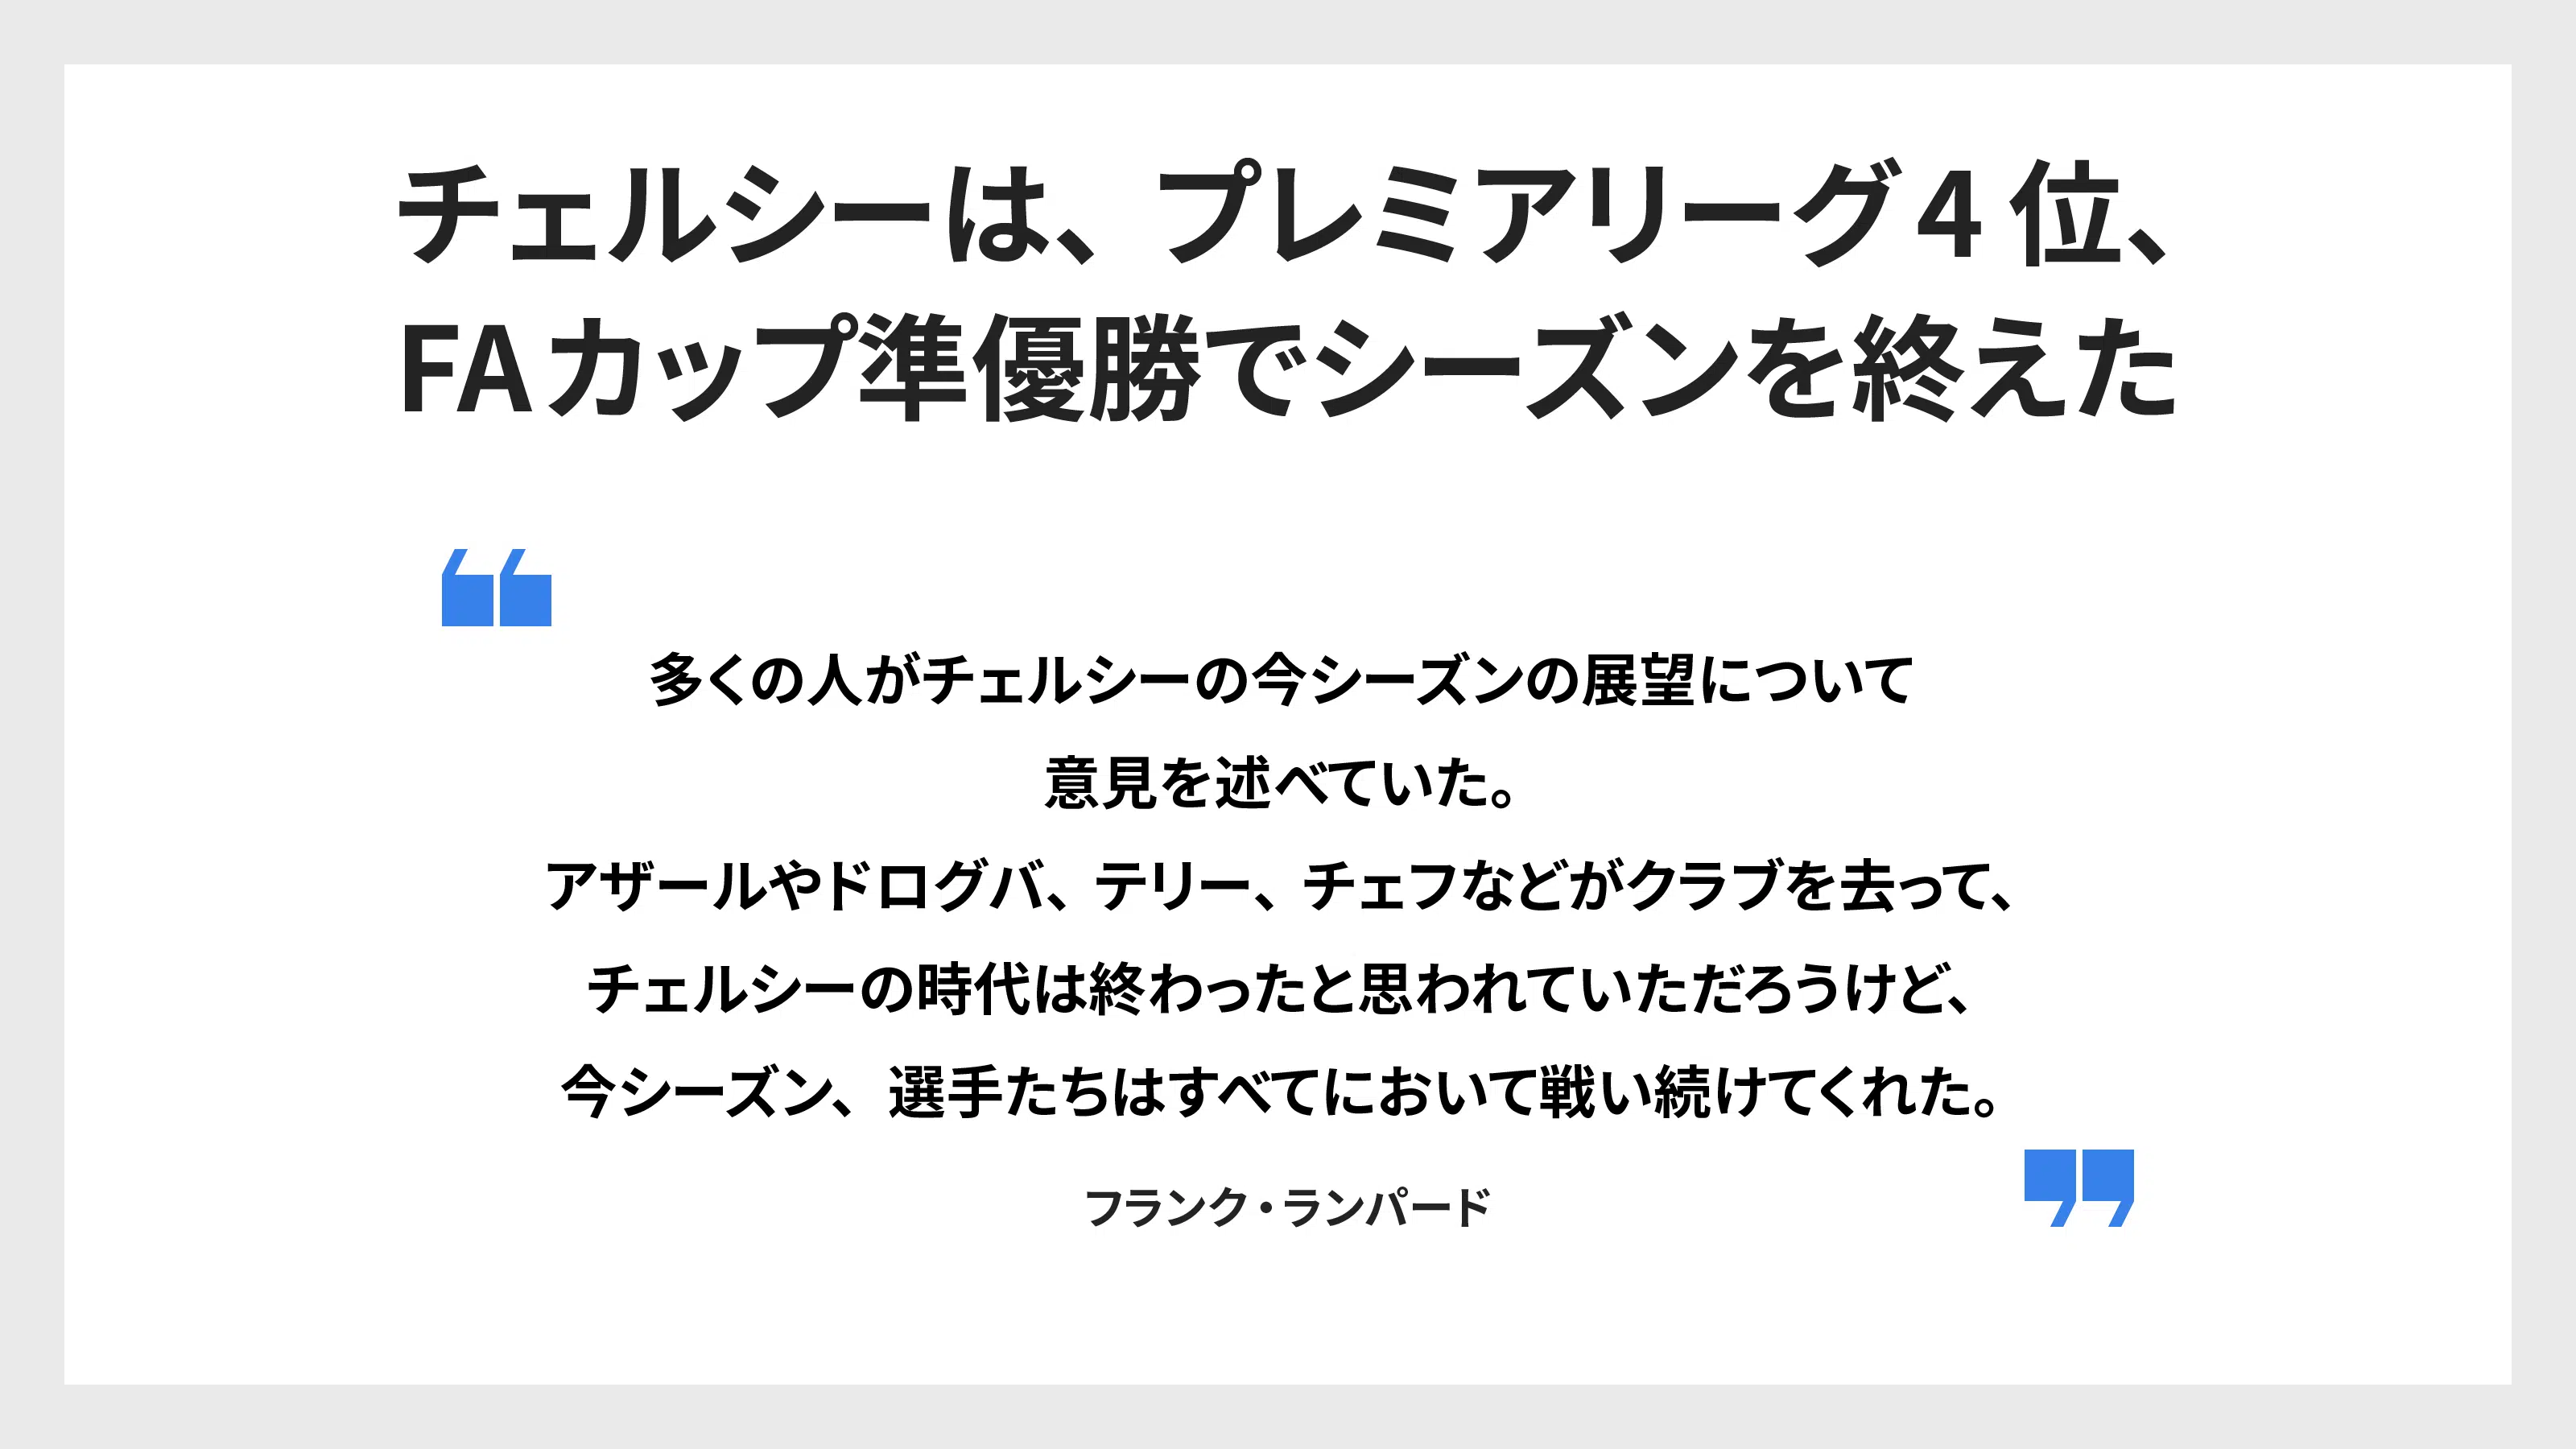 チェルシーは、プレミアリーグ4位、
FAカップ準優勝でシーズンを終えた
多くの人がチェルシーの今シーズンの展望について
意見を述べていた。
アザールやドログバ、テリー、チェフなどがクラブを去って、
チェルシーの時代は終わったと思われていただろうけど、
今シーズン、選手たちはすべてにおいて戦い続けてくれた。
フランク・ランパード